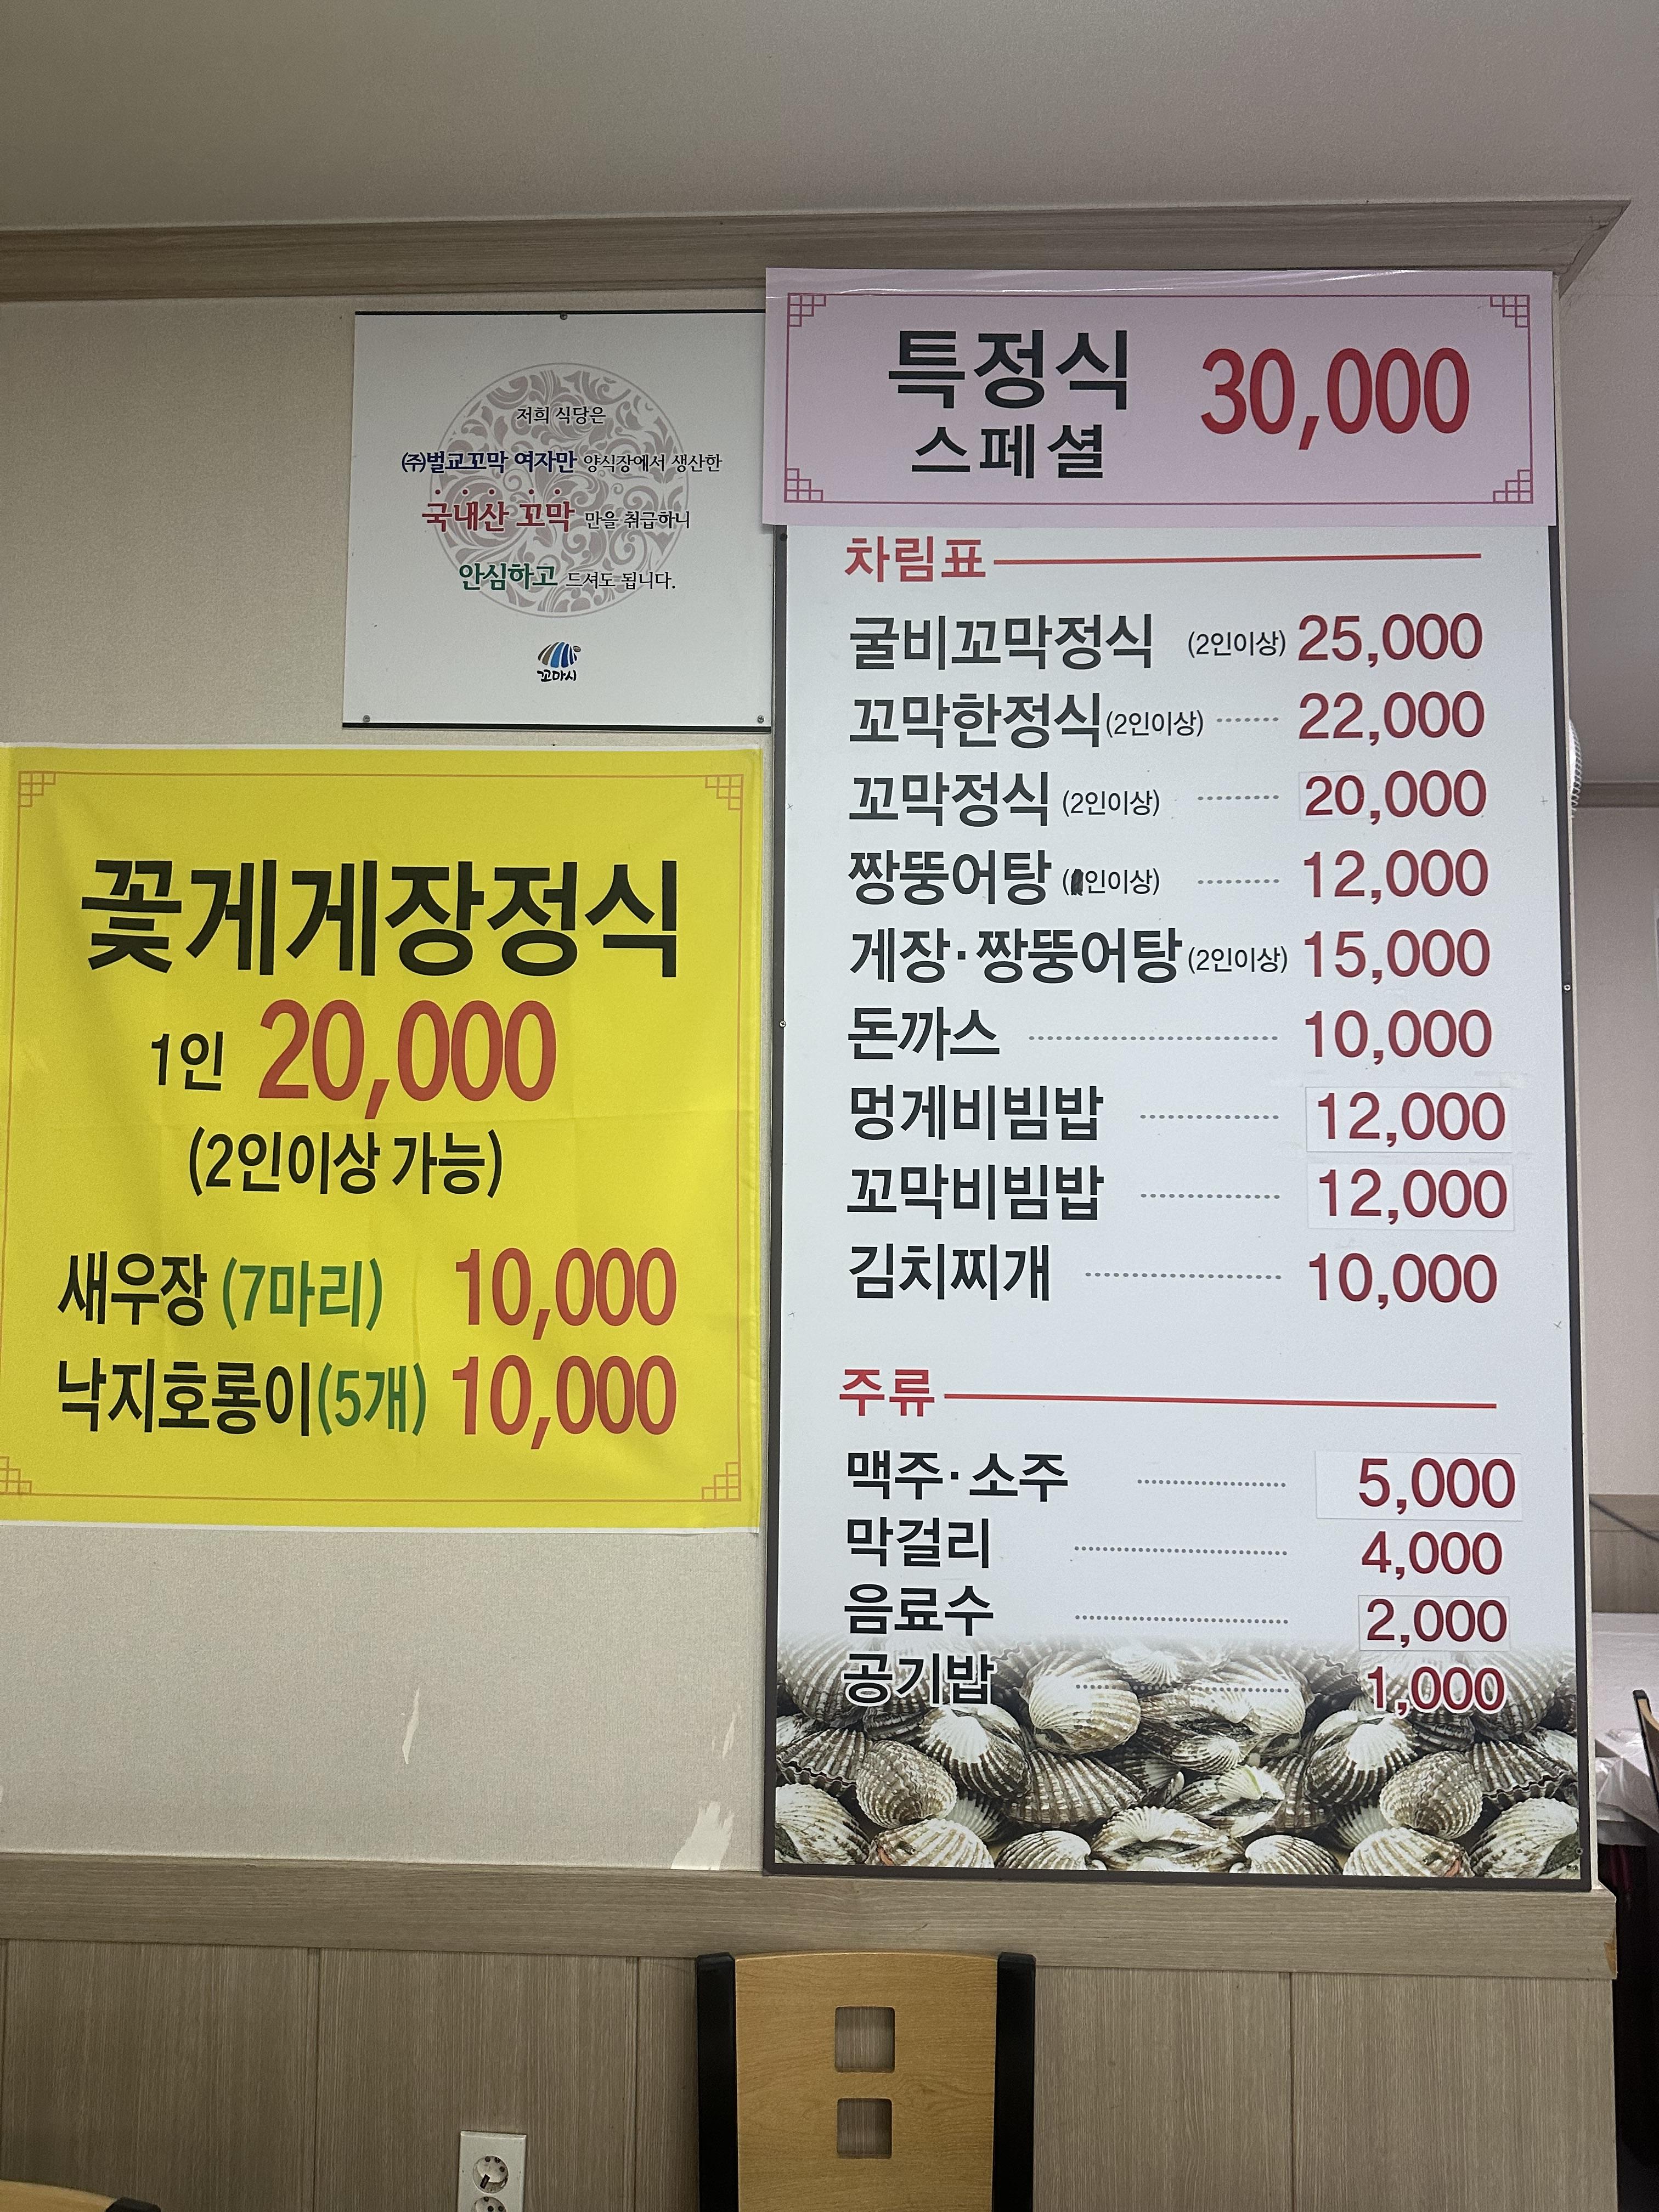 저희 식당은
㈜벌교꼬막 여자만 양식장에서 생산한
국내산 꼬막 만을 취급하니
안심하고 드셔도 됩니다.
꼬마시
꽃게게장정식
1인 20,000
(2인이상 가능)
새우장 (7마리) 10,000
낙지호롱이(5개) 10,000
특정식 30,000
스페셜
차림표
굴비꼬막정식 (2인이상) 25,000
꼬막한정식(2인이상) 22,000
꼬막정식 (2인이상) 20,000
짱뚱어탕 ( 인이상) 12,000
게장·짱뚱어탕(2인이상) 15,000
돈까스 10,000
멍게비빔밥 12,000
꼬막비빔밥 12,000
김치찌개 10,000
주류
맥주·소주 5,000
막걸리 4,000
음료수 2,000
공기밥 1,000